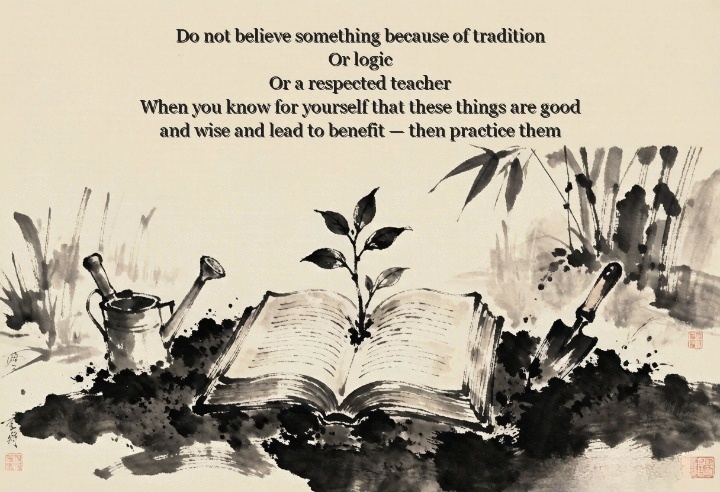 Do not believe something because of tradition
Or logic
Or a respected teacher
When you know for yourself that these things are good
and wise and lead to benefit — then practice them